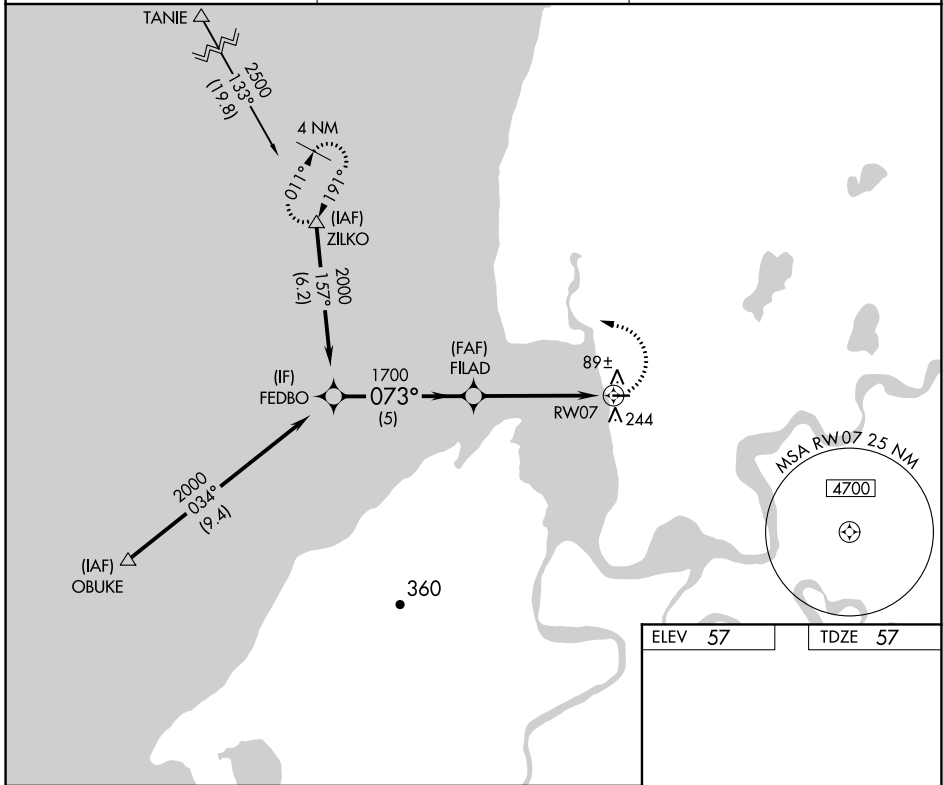 TANIE
2500
133°
(19.8)
4 NM
011°
191°
(IAF)
ZILKO
2000
157°
(6.2)
(IF)
FEDBO
1700
073°
(5)
(FAF)
FILAD
89±
RW07
244
2000
034°
(9.4)
(IAF)
OBUKE
360
MSA RW07 25 NM
4700
ELEV 57
TDZE 57